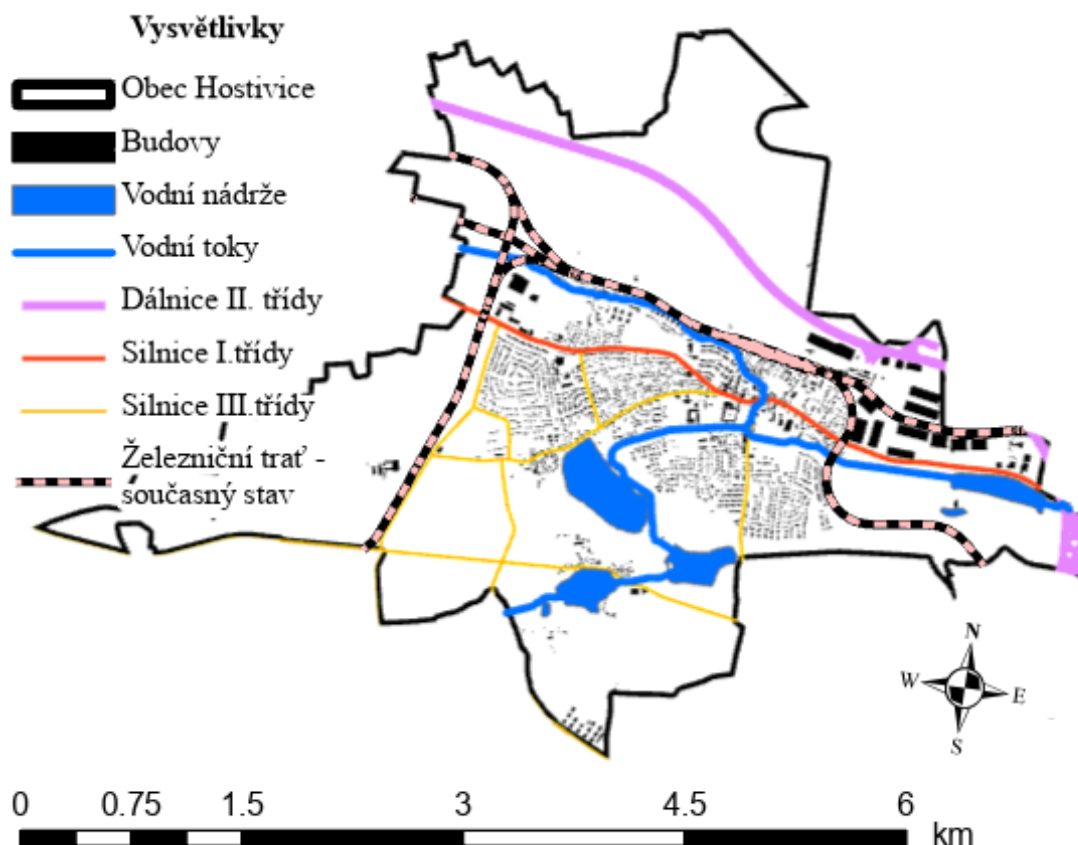 Vysvětlivky
Obec Hostivice
Budovy
Vodní nádrže
Vodní toky
Dálnice II. třídy
Silnice I.třídy
Silnice III.třídy
Železniční trať -
současný stav
N
W
E
S
0 0.75 1.5 3 4.5 6
km